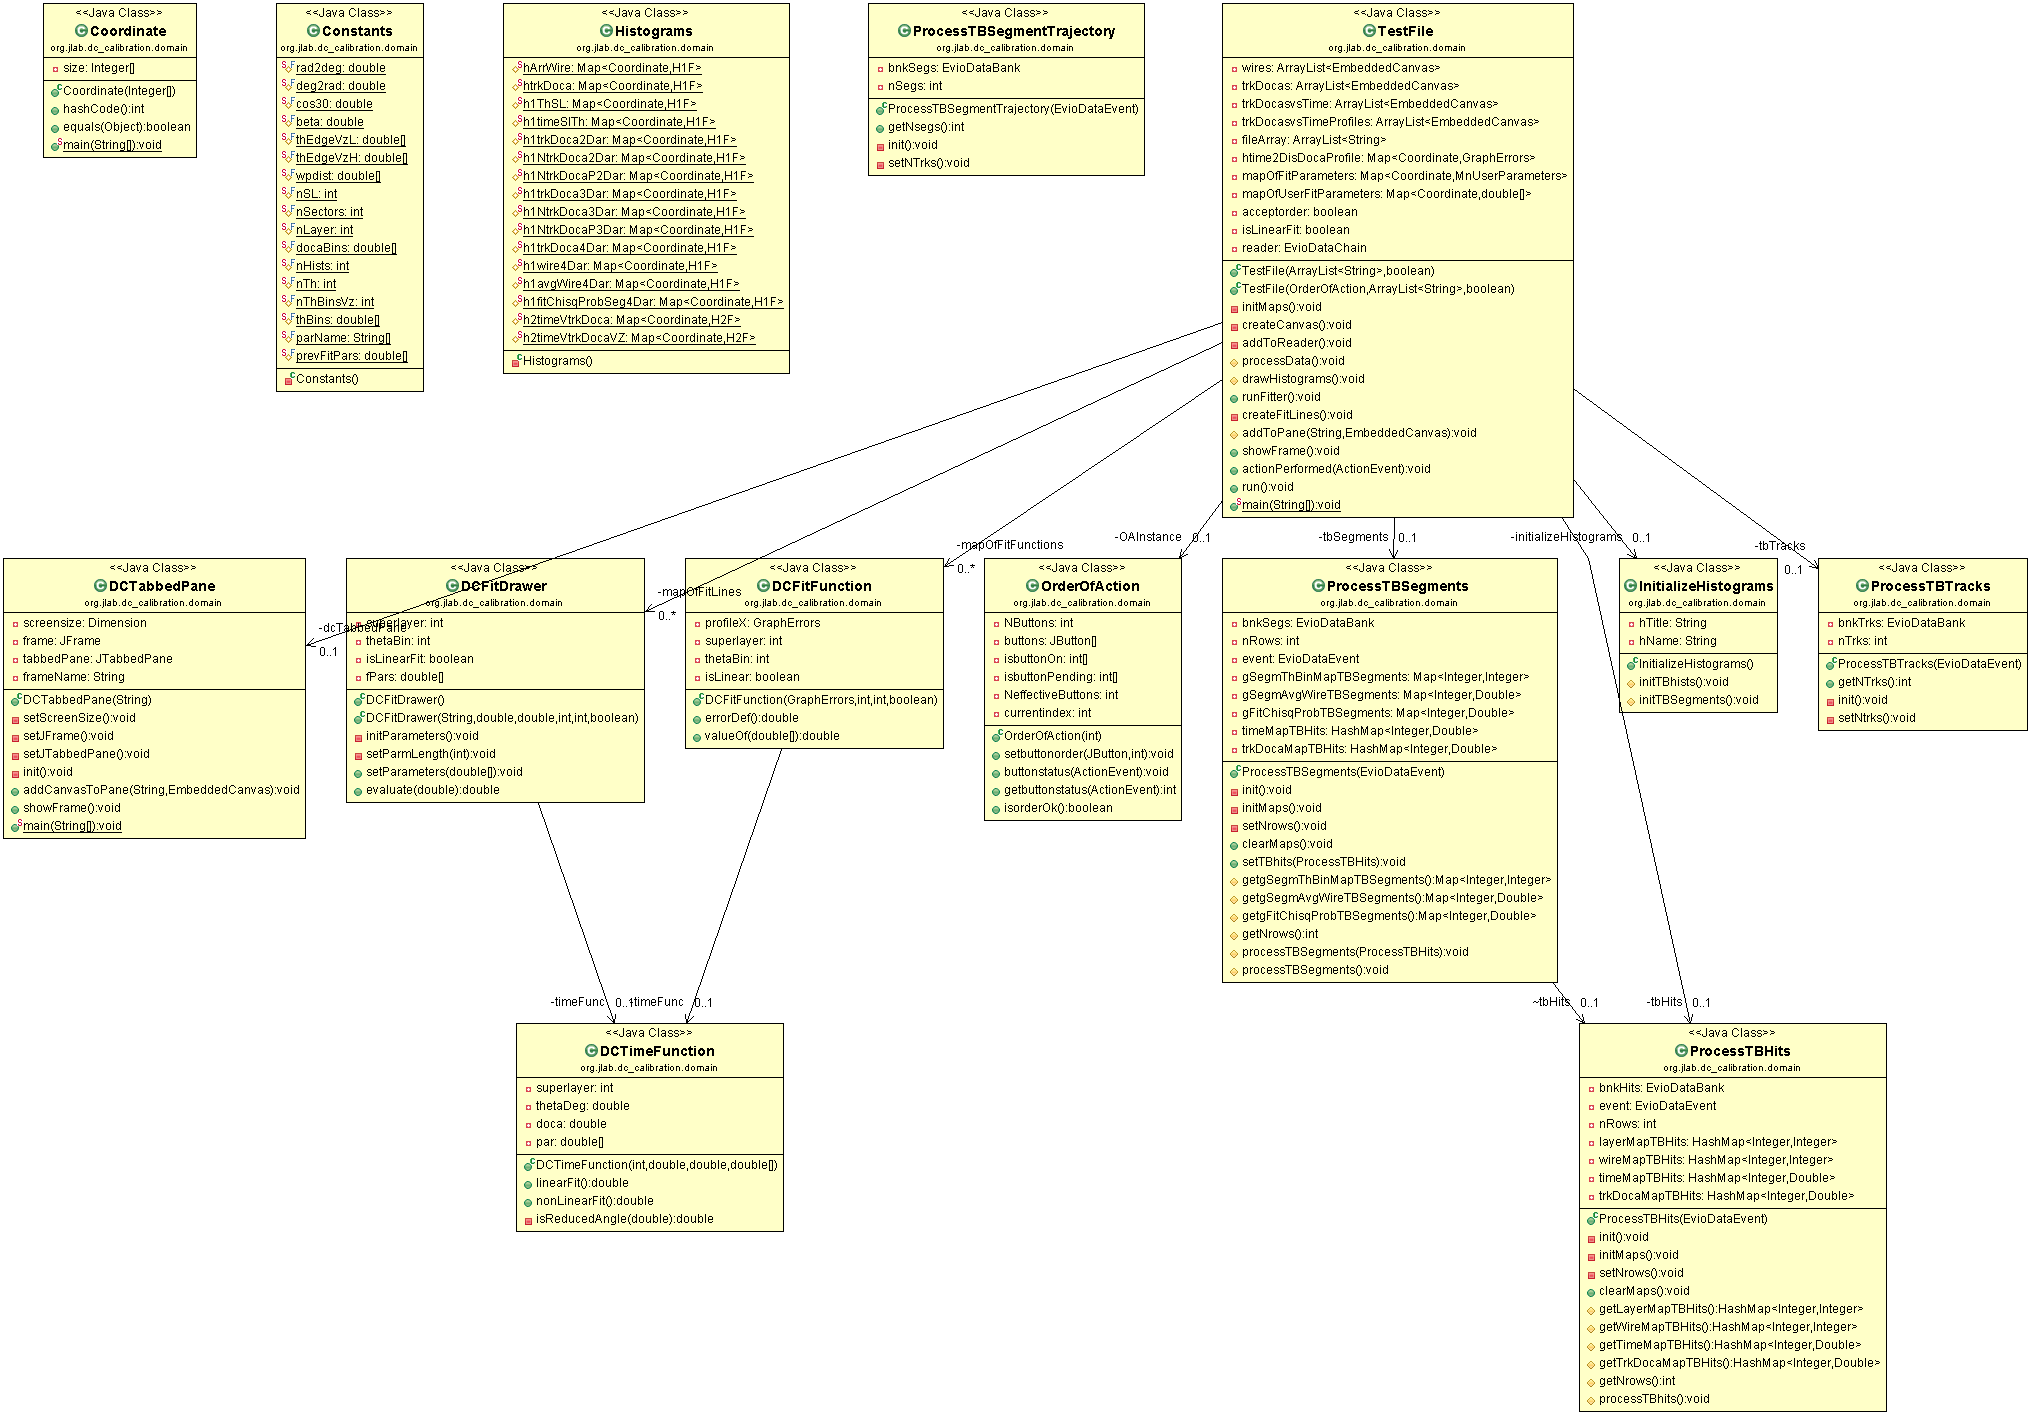 <<Java Class>>
Coordinate
org.jlab.dc_calibration.domain
size: Integer[]
Coordinate(Integer[])
hashCode():int
equals(Object):boolean
main(String[]):void
<<Java Class>>
Constants
org.jlab.dc_calibration.domain
rad2deg: double
deg2rad: double
cos30: double
beta: double
thEdgeVzL: double[]
thEdgeVzH: double[]
wpdist: double[]
nSL: int
nSectors: int
nLayer: int
docaBins: double[]
nHists: int
nTh: int
nThBinsVz: int
thBins: double[]
parName: String[]
prevFitPars: double[]
Constants()
<<Java Class>>
Histograms
org.jlab.dc_calibration.domain
hArrWire: Map<Coordinate,H1F>
htrkDoca: Map<Coordinate,H1F>
h1ThSL: Map<Coordinate,H1F>
h1timeSlTh: Map<Coordinate,H1F>
h1trkDoca2Dar: Map<Coordinate,H1F>
h1NtrkDoca2Dar: Map<Coordinate,H1F>
h1NtrkDocaP2Dar: Map<Coordinate,H1F>
h1trkDoca3Dar: Map<Coordinate,H1F>
h1NtrkDoca3Dar: Map<Coordinate,H1F>
h1NtrkDocaP3Dar: Map<Coordinate,H1F>
h1trkDoca4Dar: Map<Coordinate,H1F>
h1wire4Dar: Map<Coordinate,H1F>
h1avgWire4Dar: Map<Coordinate,H1F>
h1fitChisqProbSeg4Dar: Map<Coordinate,H1F>
h2timeVtrkDoca: Map<Coordinate,H2F>
h2timeVtrkDocaVZ: Map<Coordinate,H2F>
Histograms()
<<Java Class>>
ProcessTBSegmentTrajectory
org.jlab.dc_calibration.domain
bnkSegs: EvioDataBank
nSegs: int
ProcessTBSegmentTrajectory(EvioDataEvent)
getNsegs():int
init():void
setNTrks():void
<<Java Class>>
TestFile
org.jlab.dc_calibration.domain
wires: ArrayList<EmbeddedCanvas>
trkDocas: ArrayList<EmbeddedCanvas>
trkDocasvsTime: ArrayList<EmbeddedCanvas>
trkDocasvsTimeProfiles: ArrayList<EmbeddedCanvas>
fileArray: ArrayList<String>
htime2DisDocaProfile: Map<Coordinate,GraphErrors>
mapOfFitParameters: Map<Coordinate,MnUserParameters>
mapOfUserFitParameters: Map<Coordinate,double[]>
acceptorder: boolean
isLinearFit: boolean
reader: EvioDataChain
TestFile(ArrayList<String>,boolean)
TestFile(OrderOfAction,ArrayList<String>,boolean)
initMaps():void
createCanvas():void
addToReader():void
processData():void
drawHistograms():void
runFitter():void
createFitLines():void
addToPane(String,EmbeddedCanvas):void
showFrame():void
actionPerformed(ActionEvent):void
run():void
main(String[]):void
-dcTabbedPane
0..1
-mapOfFitLines
0..*
-mapOfFitFunctions
0..*
-OAInstance
0..1
-tbSegments
0..1
-initializeHistograms
0..1
-tbTracks
0..1
<<Java Class>>
DCTabbedPane
org.jlab.dc_calibration.domain
screensize: Dimension
frame: JFrame
tabbedPane: JTabbedPane
frameName: String
DCTabbedPane(String)
setScreenSize():void
setJFrame():void
setJTabbedPane():void
init():void
addCanvasToPane(String,EmbeddedCanvas):void
showFrame():void
main(String[]):void
<<Java Class>>
DCFitDrawer
org.jlab.dc_calibration.domain
superlayer: int
thetaBin: int
isLinearFit: boolean
fPars: double[]
DCFitDrawer()
DCFitDrawer(String,double,double,int,int,boolean)
initParameters():void
setParmLength(int):void
setParameters(double[]):void
evaluate(double):double
<<Java Class>>
DCFitFunction
org.jlab.dc_calibration.domain
profileX: GraphErrors
superlayer: int
thetaBin: int
isLinear: boolean
DCFitFunction(GraphErrors,int,int,boolean)
errorDef():double
valueOf(double[]):double
<<Java Class>>
OrderOfAction
org.jlab.dc_calibration.domain
NButtons: int
buttons: JButton[]
isbuttonOn: int[]
isbuttonPending: int[]
NeffectiveButtons: int
currentindex: int
OrderOfAction(int)
setbuttonorder(JButton,int):void
buttonstatus(ActionEvent):void
getbuttonstatus(ActionEvent):int
isorderOk():boolean
<<Java Class>>
ProcessTBSegments
org.jlab.dc_calibration.domain
bnkSegs: EvioDataBank
nRows: int
event: EvioDataEvent
gSegmThBinMapTBSegments: Map<Integer,Integer>
gSegmAvgWireTBSegments: Map<Integer,Double>
gFitChisqProbTBSegments: Map<Integer,Double>
timeMapTBHits: HashMap<Integer,Double>
trkDocaMapTBHits: HashMap<Integer,Double>
ProcessTBSegments(EvioDataEvent)
init():void
initMaps():void
setNrows():void
clearMaps():void
setTBhits(ProcessTBHits):void
getgSegmThBinMapTBSegments():Map<Integer,Integer>
getgSegmAvgWireTBSegments():Map<Integer,Double>
getgFitChisqProbTBSegments():Map<Integer,Double>
getNrows():int
processTBSegments(ProcessTBHits):void
processTBSegments():void
<<Java Class>>
InitializeHistograms
org.jlab.dc_calibration.domain
hTitle: String
hName: String
InitializeHistograms()
initTBhists():void
initTBSegments():void
<<Java Class>>
ProcessTBTracks
org.jlab.dc_calibration.domain
bnkTrks: EvioDataBank
nTrks: int
ProcessTBTracks(EvioDataEvent)
getNTrks():int
init():void
setNtrks():void
-timeFunc
0..1
-timeFunc
0..1
~tbHits
0..1
-tbHits
0..1
<<Java Class>>
DCTimeFunction
org.jlab.dc_calibration.domain
superlayer: int
thetaDeg: double
doca: double
par: double[]
DCTimeFunction(int,double,double,double[])
linearFit():double
nonLinearFit():double
isReducedAngle(double):double
<<Java Class>>
ProcessTBHits
org.jlab.dc_calibration.domain
bnkHits: EvioDataBank
event: EvioDataEvent
nRows: int
layerMapTBHits: HashMap<Integer,Integer>
wireMapTBHits: HashMap<Integer,Integer>
timeMapTBHits: HashMap<Integer,Double>
trkDocaMapTBHits: HashMap<Integer,Double>
ProcessTBHits(EvioDataEvent)
init():void
initMaps():void
setNrows():void
clearMaps():void
getLayerMapTBHits():HashMap<Integer,Integer>
getWireMapTBHits():HashMap<Integer,Integer>
getTimeMapTBHits():HashMap<Integer,Double>
getTrkDocaMapTBHits():HashMap<Integer,Double>
getNrows():int
processTBhits():void